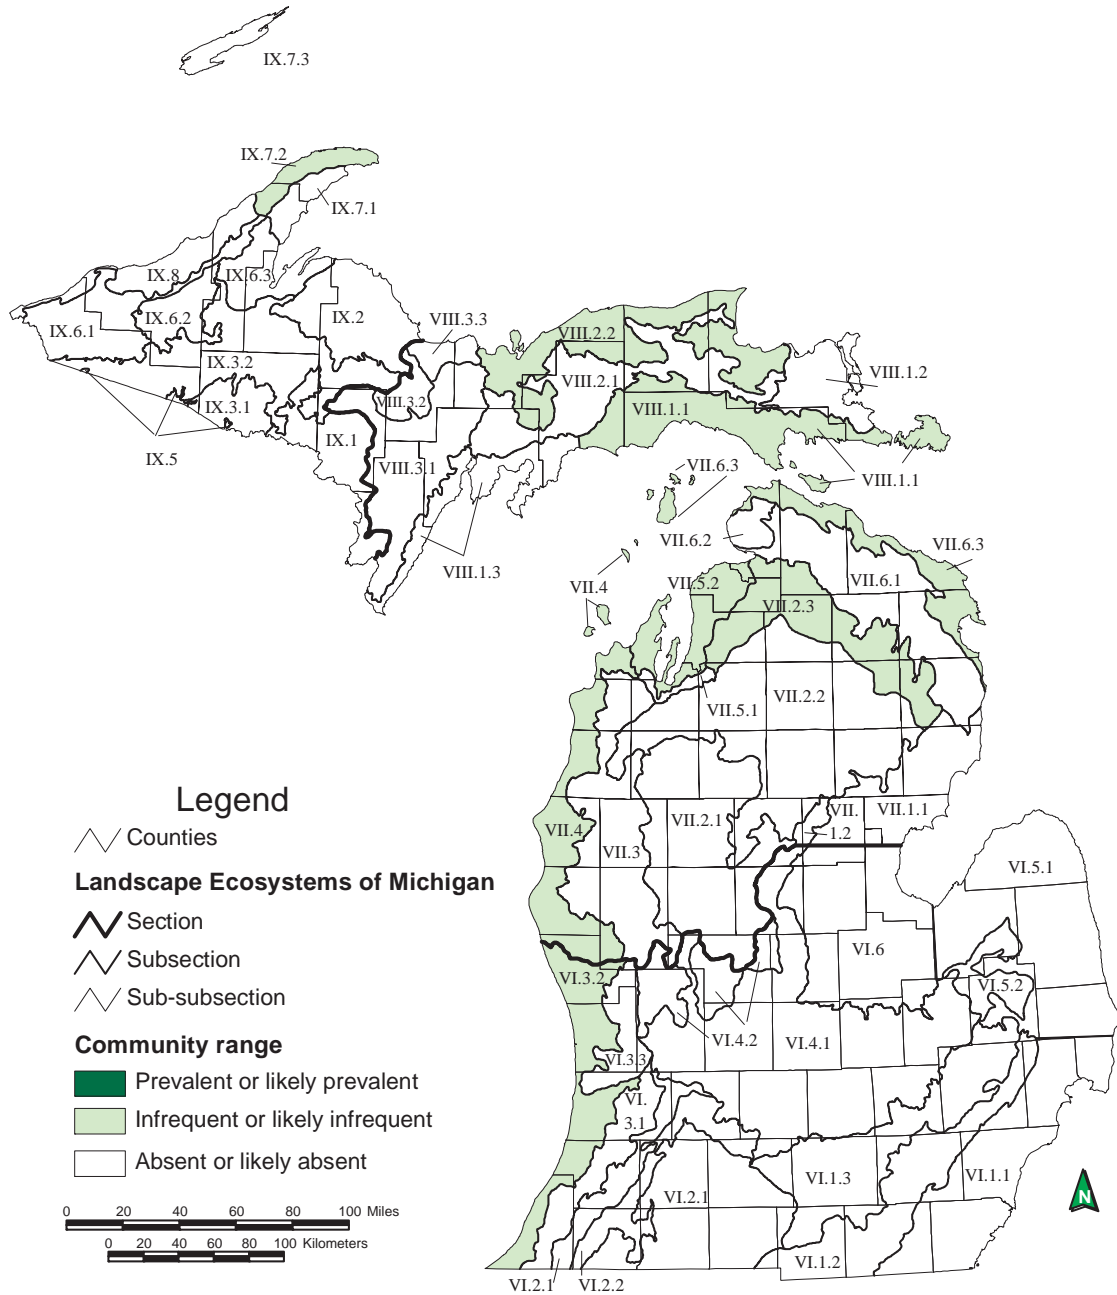 IX.7.3
IX.7.2
IX.7.1
IX.8
IX.6.3
IX.6.1
IX.6.2
IX.2
VIII.3.3
VIII.2.2
IX.3.2
VIII.2.1
VIII.1.2
IX.3.1
VIII.3.2
VIII.1.1
IX.1
IX.5
VIII.3.1
VII.6.3
VIII.1.1
VII.6.2
VIII.1.3
VII.6.3
VII.4
VII.5.2
VII.6.1
VII.2.3
VII.5.1
VII.2.2
VII.4
VII.3
VII.2.1
VII.
1.2
VII.1.1
VI.5.1
VI.6
VI.3.2
VI.5.2
VI.4.2
VI.4.1
VI.3.3
VI.
3.1
VI.2.1
VI.1.3
VI.1.1
VI.1.2
VI.2.1
VI.2.2
Legend
Counties
Landscape Ecosystems of Michigan
Section
Subsection
Sub-subsection
Community range
Prevalent or likely prevalent
Infrequent or likely infrequent
Absent or likely absent
0 20 40 60 80 100 Miles
0 20 40 60 80 100 Kilometers
N